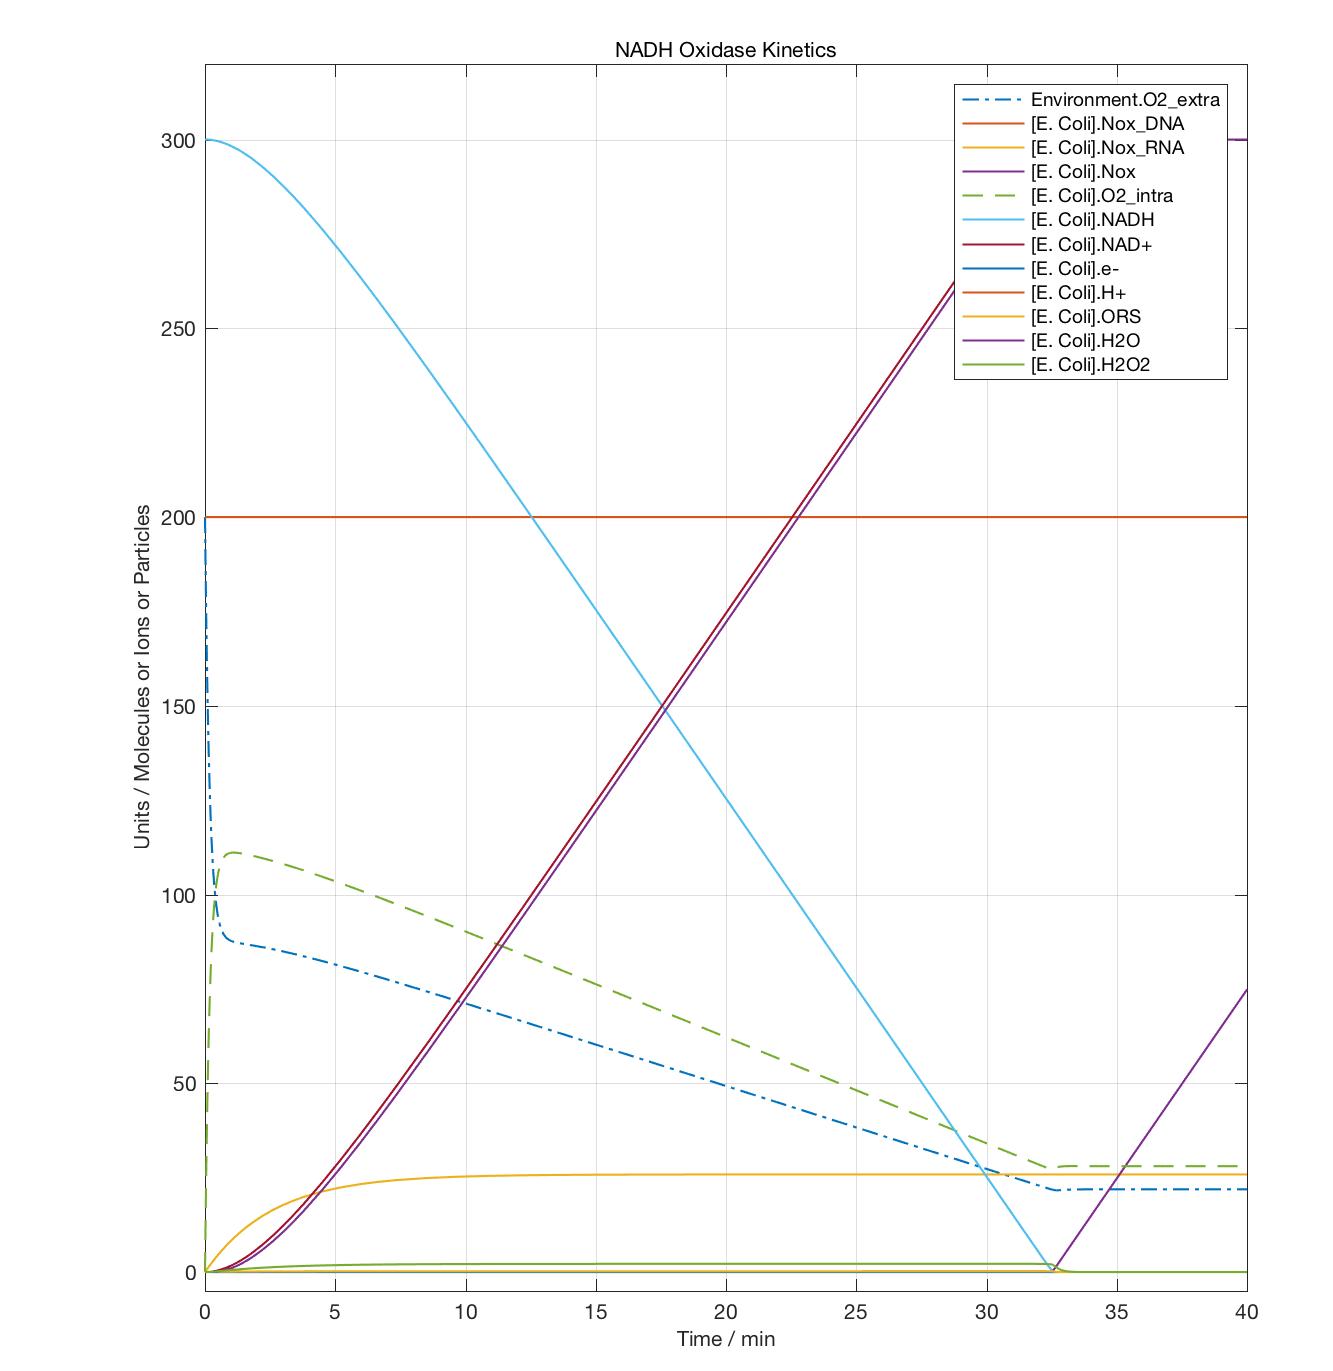 NADH Oxidase Kinetics
Environment.O2_extra
[E. Coli].Nox_DNA
[E. Coli].Nox_RNA
[E. Coli].Nox
[E. Coli].O2_intra
[E. Coli].NADH
[E. Coli].NAD+
[E. Coli].e-
[E. Coli].H+
[E. Coli].ORS
[E. Coli].H2O
[E. Coli].H2O2
300
250
200
150
100
50
0
Units / Molecules or Ions or Particles
0 5 10 15 20 25 30 35 40
Time / min